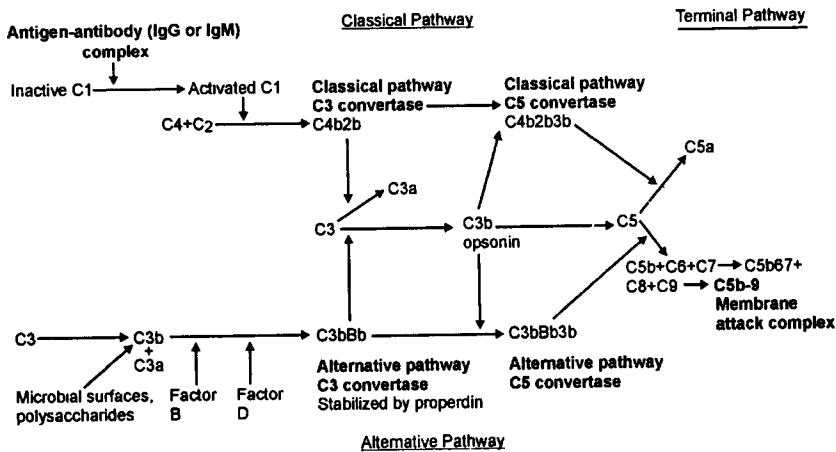 Classical Pathway
Terminal Pathway
Antigen-antibody (IgG or IgM)
complex
Inactive C1
Activated C1
Classical pathway
C3 convertase
C4b2b
Classical pathway
C5 convertase
C4b2b3b
C4+C2
C5a
C3a
C3
C3b
opsonin
C5
C5b+C6+C7
C5b67+
C8+C9
C5b-9
Membrane
attack complex
C3
C3b
+
C3a
C3bBb
C3bBb3b
Microbial surfaces,
polysaccharides
Factor
B
Factor
D
Alternative pathway
C3 convertase
Stabilized by properdin
Alternative pathway
C5 convertase
Alternative Pathway